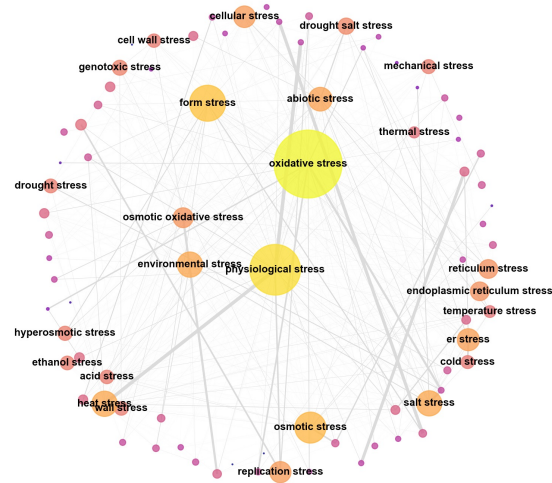 cellular stress
drought salt stress
cell wall stress
genotoxic stress
mechanical stress
form stress
abiotic stress
thermal stress
oxidative stress
drought stress
osmotic oxidative stress
environmental stress
physiological stress
reticulum stress
endoplasmic reticulum stress
temperature stress
hyperosmotic stress
er stress
ethanol stress
cold stress
acid stress
heat stress
wall stress
salt stress
osmotic stress
replication stress